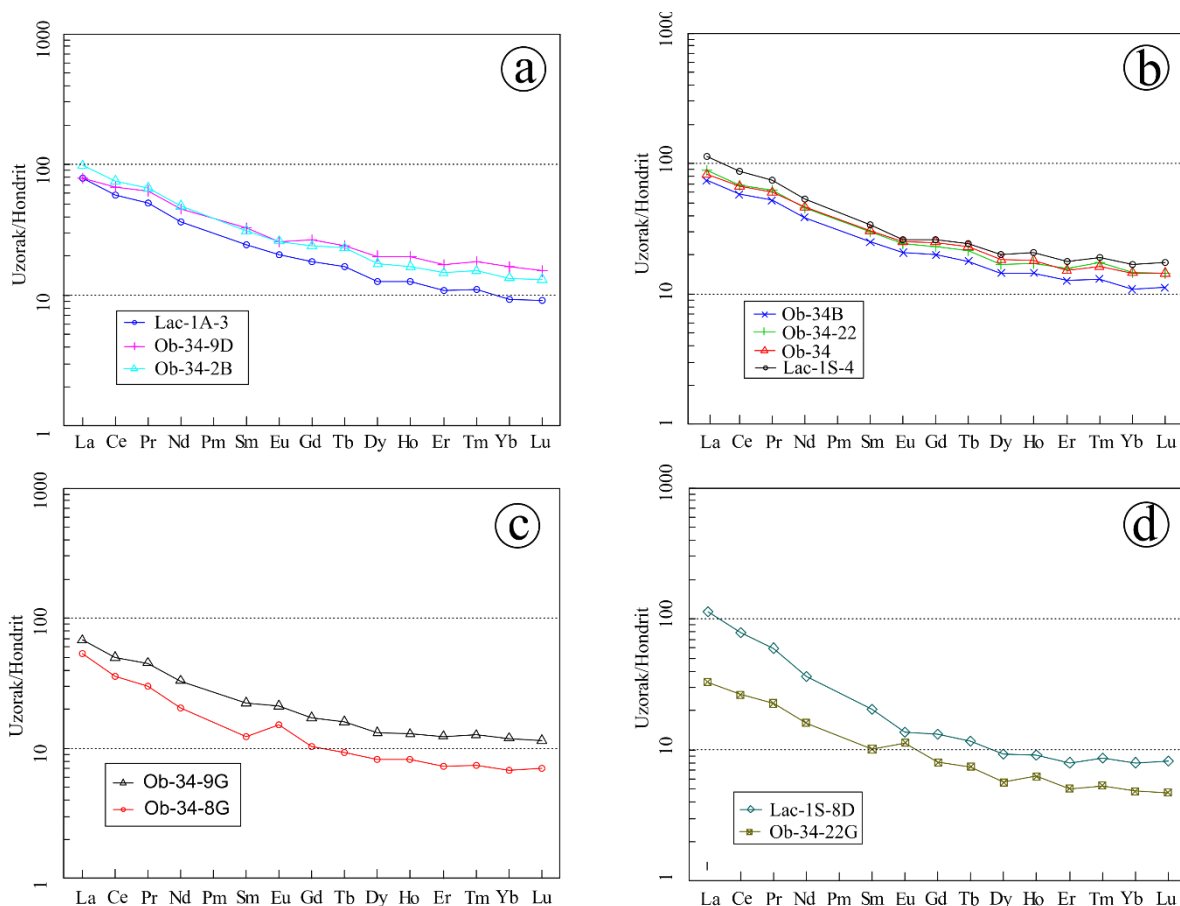 1000
100
10
1
Uzorak/Hondrit
a
Lac-1A-3
Ob-34-9D
Ob-34-2B
La Ce Pr Nd Pm Sm Eu Gd Tb Dy Ho Er Tm Yb Lu
1000
100
10
1
Uzorak/Hondrit
b
Ob-34B
Ob-34-22
Ob-34
Lac-1S-4
La Ce Pr Nd Pm Sm Eu Gd Tb Dy Ho Er Tm Yb Lu
1000
100
10
1
Uzorak/Hondrit
c
Ob-34-9G
Ob-34-8G
La Ce Pr Nd Pm Sm Eu Gd Tb Dy Ho Er Tm Yb Lu
1000
100
10
1
Uzorak/Hondrit
d
Lac-1S-8D
Ob-34-22G
La Ce Pr Nd Pm Sm Eu Gd Tb Dy Ho Er Tm Yb Lu